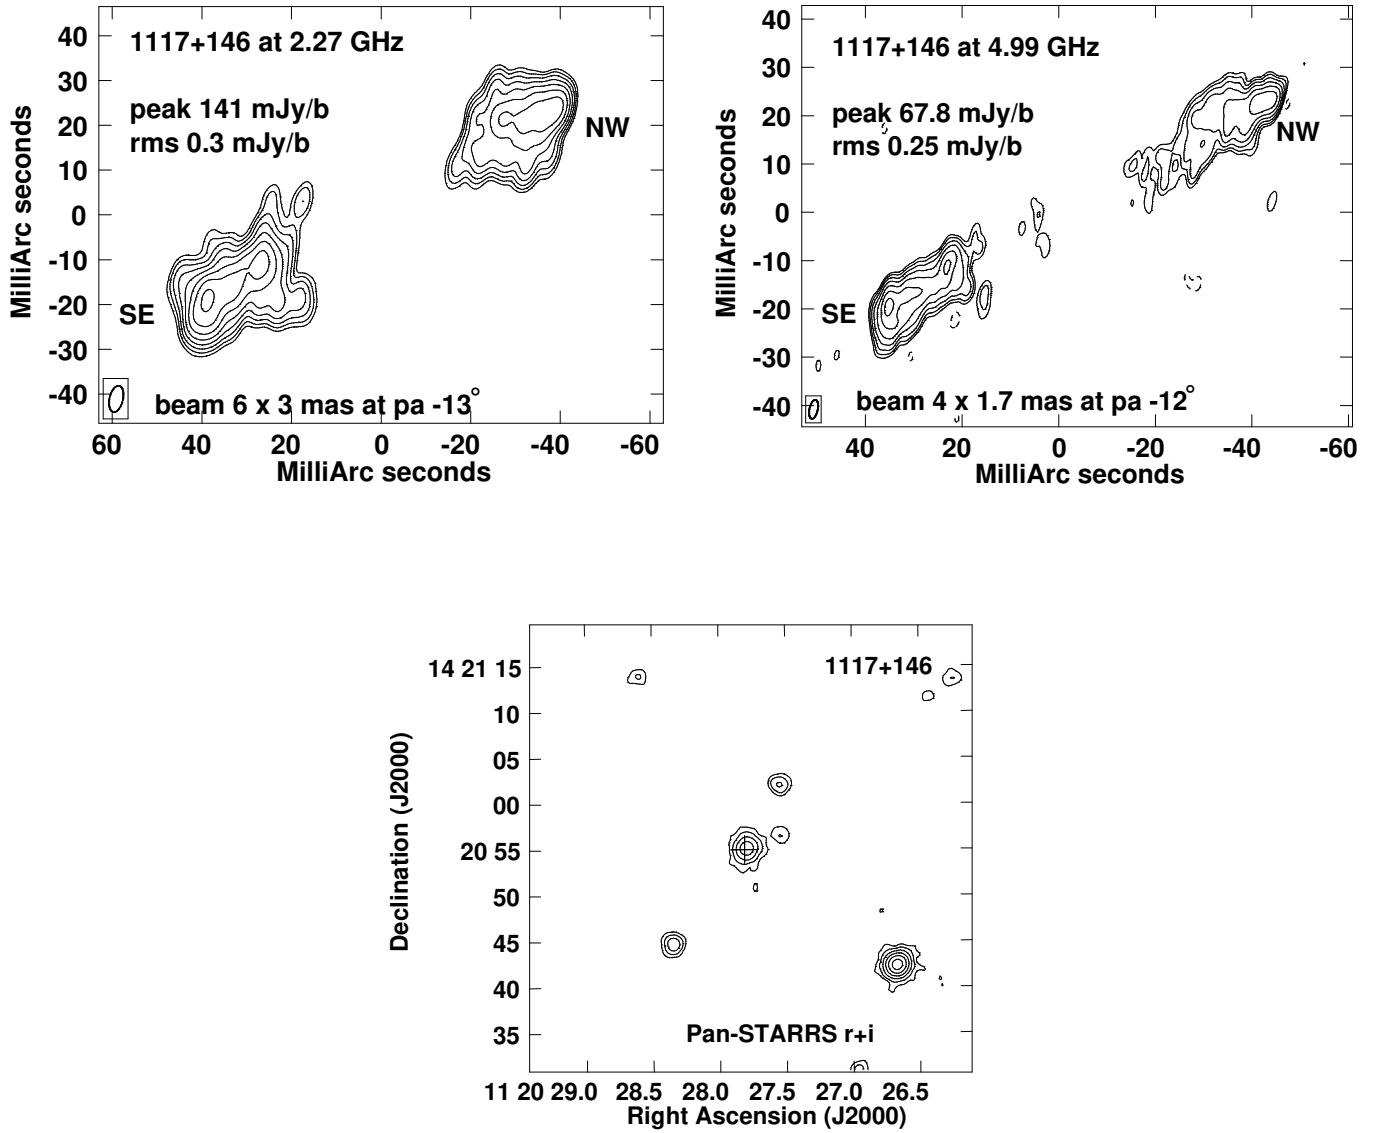 1117+146 at 2.27 GHz
peak 141 mJy/b
rms 0.3 mJy/b
NW
SE
beam 6 x 3 mas at pa -13°
MilliArc seconds
40
30
20
10
0
-10
-20
-30
-40
60 40 20 0 -20 -40 -60
MilliArc seconds
1117+146 at 4.99 GHz
peak 67.8 mJy/b
rms 0.25 mJy/b
NW
SE
beam 4 x 1.7 mas at pa -12°
MilliArc seconds
40
30
20
10
0
-10
-20
-30
-40
40 20 0 -20 -40 -60
MilliArc seconds
1117+146
Pan-STARRS r+i
Declination (J2000)
14 21 15
10
05
00
20 55
50
45
40
35
11 20 29.0 28.5 28.0 27.5 27.0 26.5
Right Ascension (J2000)